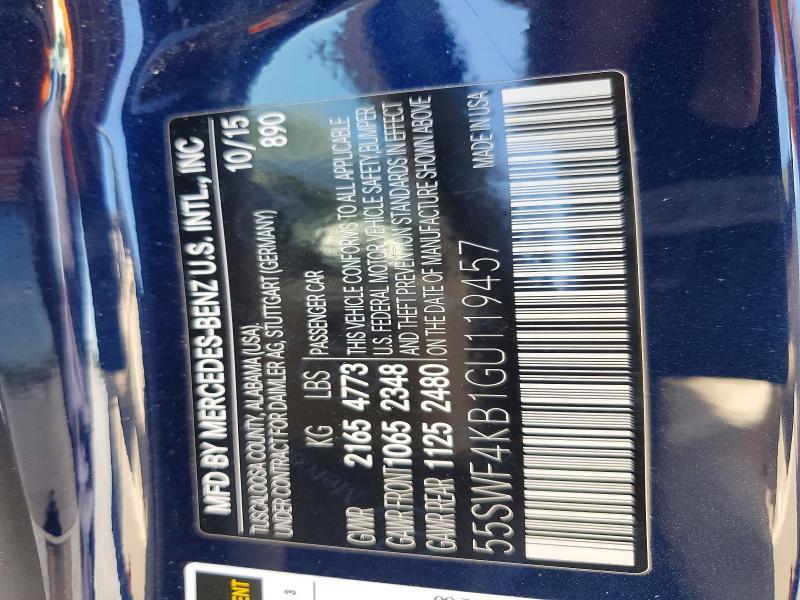 MFD BY MERCEDES-BENZ U.S. INTL., INC
TUSCALOOSA COUNTY, ALABAMA (USA), 10/15
UNDER CONTRACT FOR DAIMLER AG, STUTTGART (GERMANY) 890
KG LBS PASSENGER CAR
GVWR 2165 4773 THIS VEHICLE CONFORMS TO ALL APPLICABLE
U.S. FEDERAL MOTOR VEHICLE SAFETY BUMPER
GAWR FRONT 1065 2348 AND THEFT PREVENTION STANDARDS IN EFFECT
GAWR REAR 1125 2480 ON THE DATE OF MANUFACTURE SHOWN ABOVE
55SWF4KB1GU119457 MADE IN USA